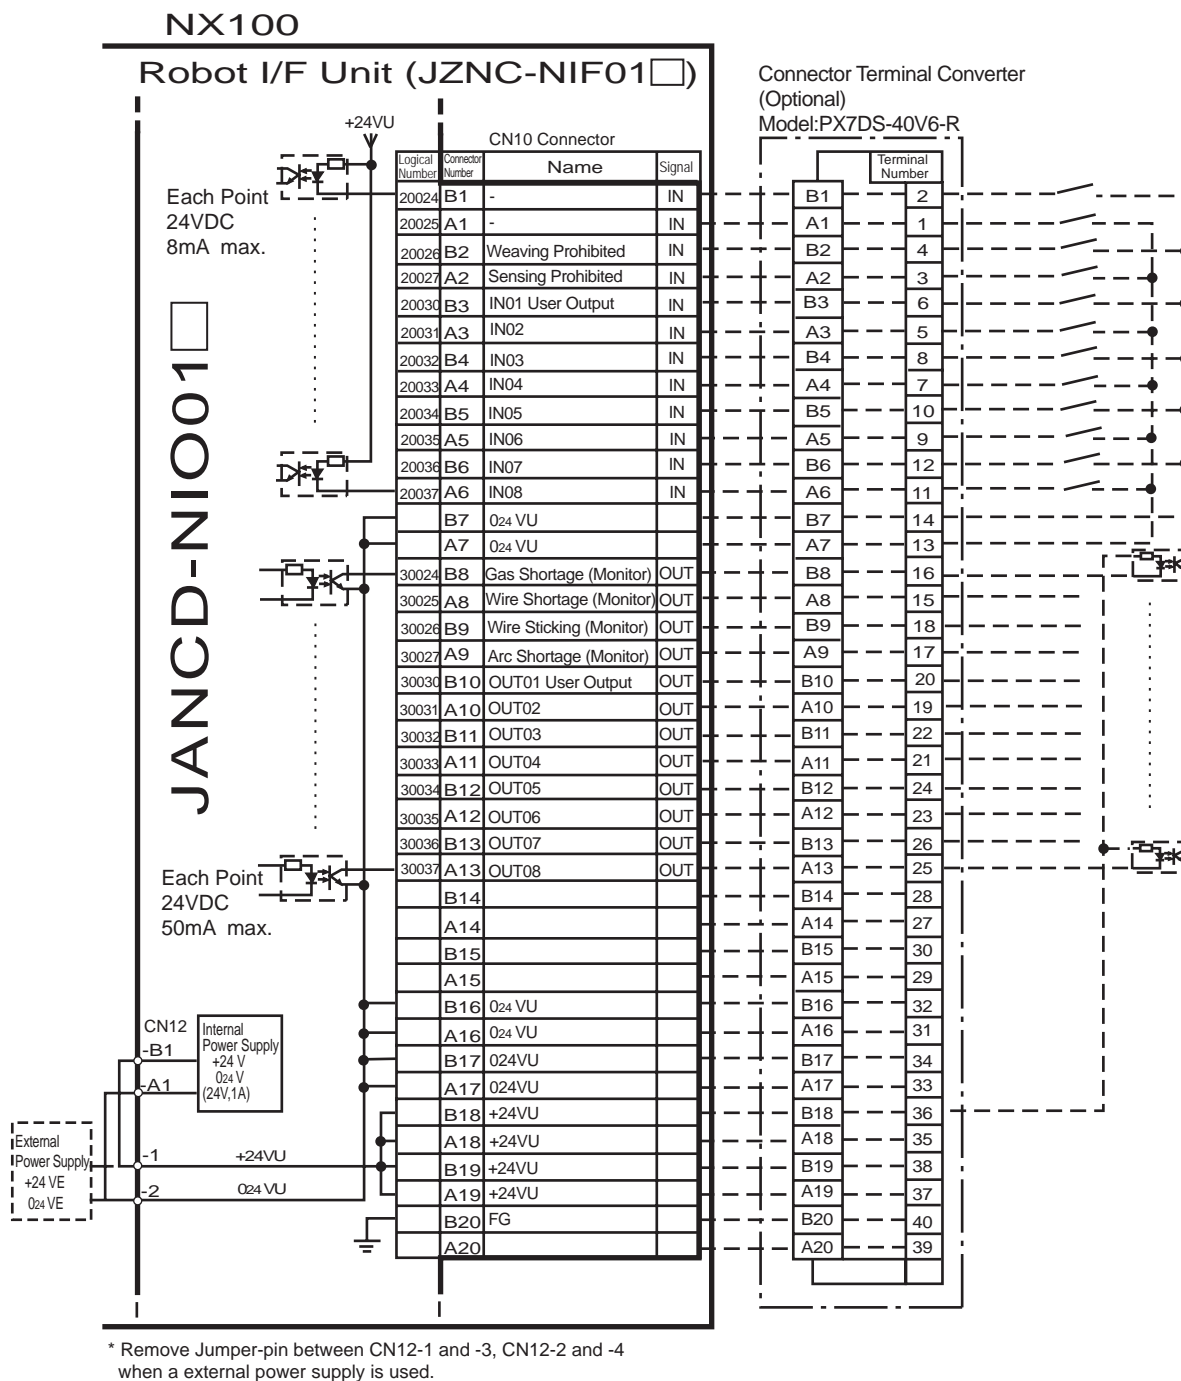 NX100
Robot I/F Unit (JZNC-NIF01□)
Connector Terminal Converter
(Optional)
Model:PX7DS-40V6-R
+24VU
CN10 Connector
Logical Number Connector Number Name Signal Terminal Number
Each Point
24VDC
8mA max.
JANCD-NIO01□
20024 B1 - IN B1 2
20025 A1 - IN A1 1
20026 B2 Weaving Prohibited IN B2 4
20027 A2 Sensing Prohibited IN A2 3
20030 B3 IN01 User Output IN B3 6
20031 A3 IN02 IN A3 5
20032 B4 IN03 IN B4 8
20033 A4 IN04 IN A4 7
20034 B5 IN05 IN B5 10
20035 A5 IN06 IN A5 9
20036 B6 IN07 IN B6 12
20037 A6 IN08 IN A6 11
B7 024 VU B7 14
A7 024 VU A7 13
30024 B8 Gas Shortage (Monitor) OUT B8 16
30025 A8 Wire Shortage (Monitor) OUT A8 15
30026 B9 Wire Sticking (Monitor) OUT B9 18
30027 A9 Arc Shortage (Monitor) OUT A9 17
30030 B10 OUT01 User Output OUT B10 20
30031 A10 OUT02 OUT A10 19
30032 B11 OUT03 OUT B11 22
30033 A11 OUT04 OUT A11 21
30034 B12 OUT05 OUT B12 24
30035 A12 OUT06 OUT A12 23
30036 B13 OUT07 OUT B13 26
30037 A13 OUT08 OUT A13 25
Each Point
24VDC
50mA max.
B14 B14 28
A14 A14 27
B15 B15 30
A15 A15 29
B16 024 VU B16 32
A16 024 VU A16 31
B17 024VU B17 34
A17 024VU A17 33
B18 +24VU B18 36
A18 +24VU A18 35
B19 +24VU B19 38
A19 +24VU A19 37
B20 FG B20 40
A20 A20 39
CN12
-B1
-A1
Internal
Power Supply
+24 V
024 V
(24V,1A)
External
Power Supply
+24 VE
024 VE
-1 +24VU
-2 024 VU
* Remove Jumper-pin between CN12-1 and -3, CN12-2 and -4
when a external power supply is used.